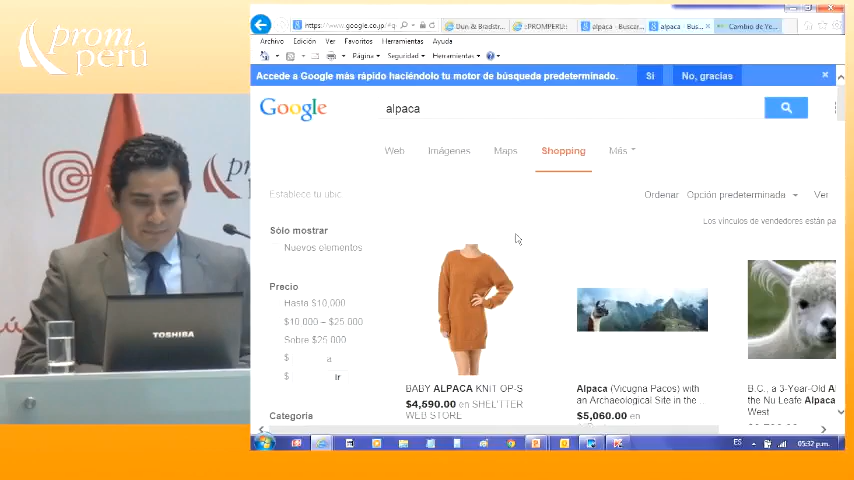 prom
perú
TOSHIBA
https://www.google.co.jp/#q
Dun & Bradstr...
::PROMPERU::
alpaca - Buscar...
alpaca - Bus...
Cambio de Ye...
Archivo Edición Ver Favoritos Herramientas Ayuda
Página Seguridad Herramientas
Accede a Google más rápido haciéndolo tu motor de búsqueda predeterminado. Sí No, gracias
Google alpaca
Web Imágenes Maps Shopping Más
Establece tu ubic.
Ordenar Opción predeterminada Ver
Los vínculos de vendedores están pa
Sólo mostrar
Nuevos elementos
Precio
Hasta $10,000
$10 000 – $25 000
Sobre $25 000
$ a
$ Ir
Categoría
BABY ALPACA KNIT OP-S
$4,590.00 en SHEL'TTER
WEB STORE
Alpaca (Vicugna Pacos) with
an Archaeological Site in the ...
$5,060.00 en
B.C., a 3-Year-Old Al
the Nu Leafe Alpaca
West
ES 05:32 p.m.